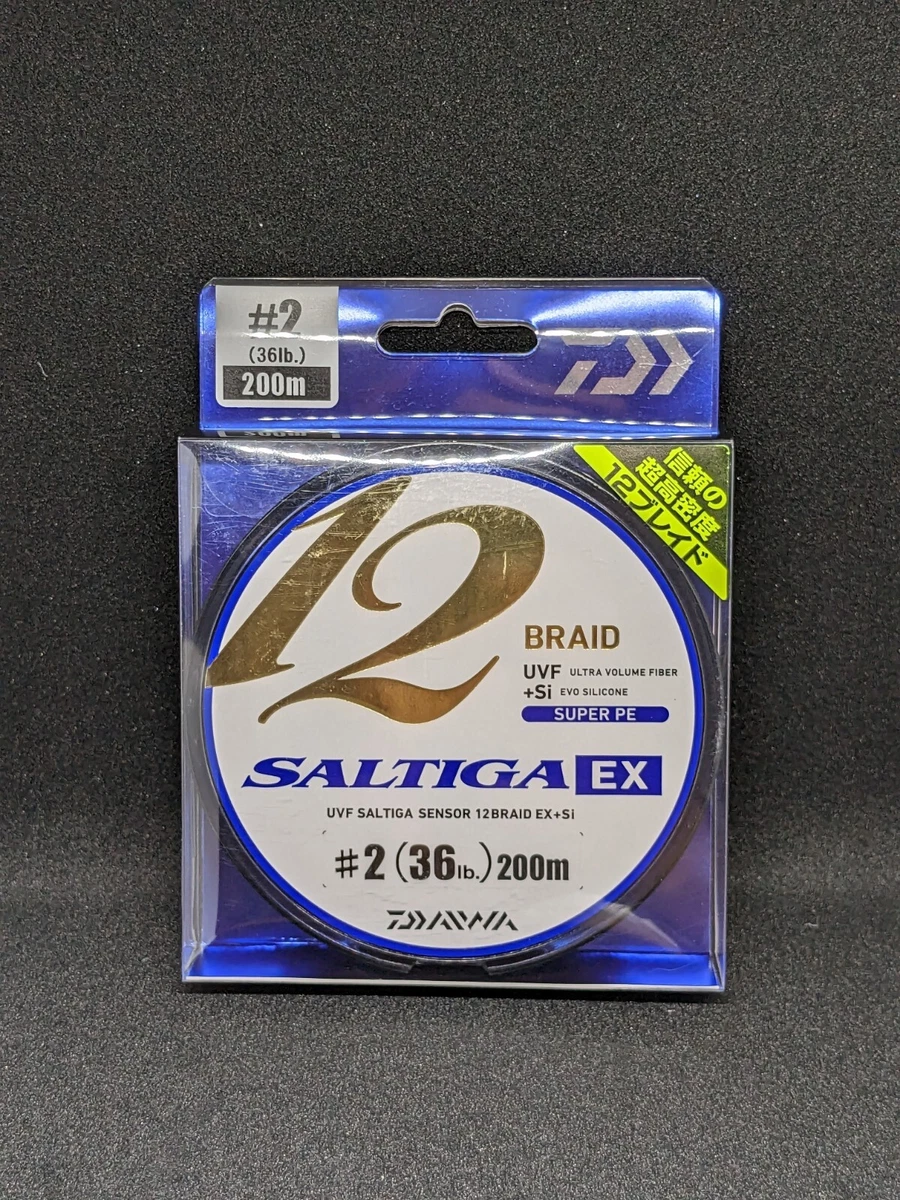 #2
(36lb.)
200m
信頼の
超高密度
12ブレイド
12
BRAID
UVF ULTRA VOLUME FIBER
+Si EVO SILICONE
SUPER PE
SALTIGA EX
UVF SALTIGA SENSOR 12BRAID EX+Si
#2 (36lb.) 200m
DAIWA